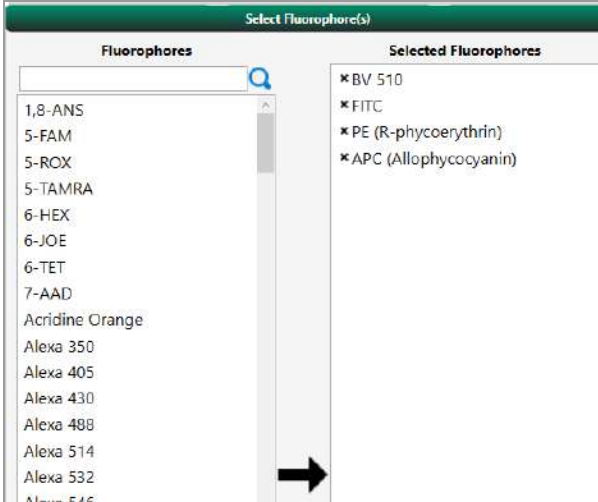 Select Fluorophore(s)
Fluorophores
1,8-ANS
5-FAM
5-ROX
5-TAMRA
6-HEX
6-JOE
6-TET
7-AAD
Acridine Orange
Alexa 350
Alexa 405
Alexa 430
Alexa 488
Alexa 514
Alexa 532
Alexa 546
Selected Fluorophores
× BV 510
× FITC
× PE (R-phycoerythrin)
× APC (Allophycocyanin)